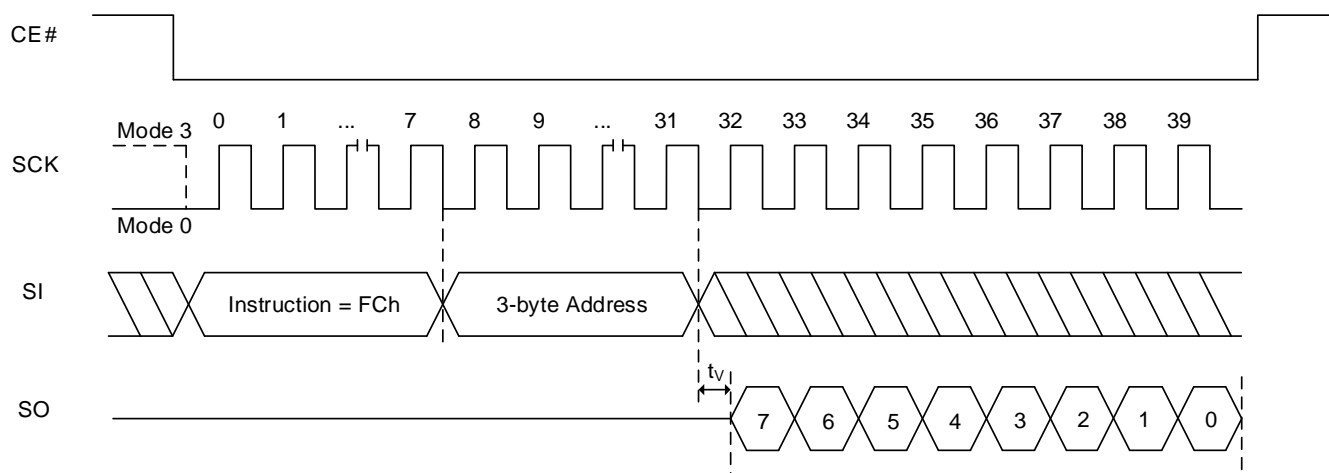 CE#
Mode 3
0 1 ... 7 8 9 ... 31 32 33 34 35 36 37 38 39
SCK
Mode 0
SI
Instruction = FCh
3-byte Address
tV
SO
7 6 5 4 3 2 1 0